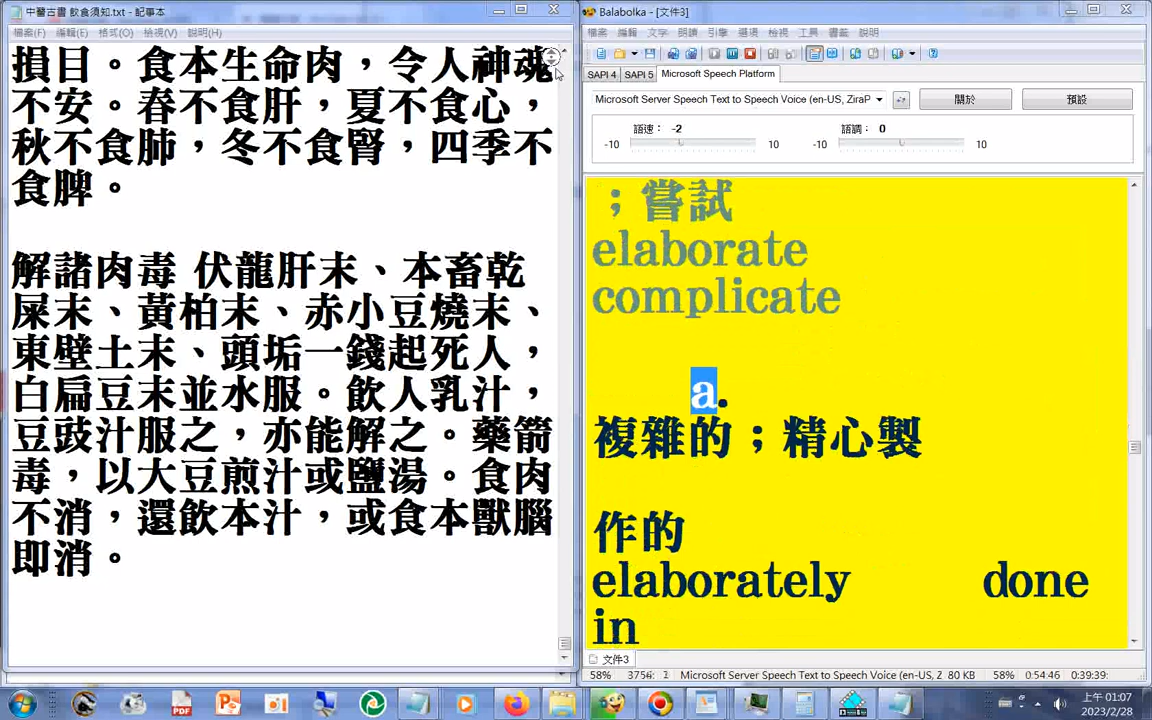 中醫古書 飲食須知.txt - 記事本
檔案(F) 編輯(E) 格式(O) 檢視(V) 說明(H)
損目。食本生命肉，令人神魂
不安。春不食肝，夏不食心，
秋不食肺，冬不食腎，四季不
食脾。
解諸肉毒 伏龍肝末、本畜乾
屎末、黃柏末、赤小豆燒末、
東壁土末、頭垢一錢起死人，
白扁豆末並水服。飲人乳汁，
豆豉汁服之，亦能解之。藥箭
毒，以大豆煎汁或鹽湯。食肉
不消，還飲本汁，或食本獸腦
即消。
Balabolka - [文件3]
檔案 編輯 文字 朗讀 引擎 選項 檢視 工具 書籤 說明
SAPI 4 SAPI 5 Microsoft Speech Platform
Microsoft Server Speech Text to Speech Voice (en-US, ZiraP
關於
預設
語速： -2
語調： 0
-10 10 -10 10
；嘗試
elaborate
complicate
a.
複雜的；精心製
作的
elaborately done
in
文件3
58% 3754: Microsoft Server Speech Text to Speech Voice (en-US, Z 80 KB 58% 0:54:46 0:39:39
上午 01:07
2023/2/28